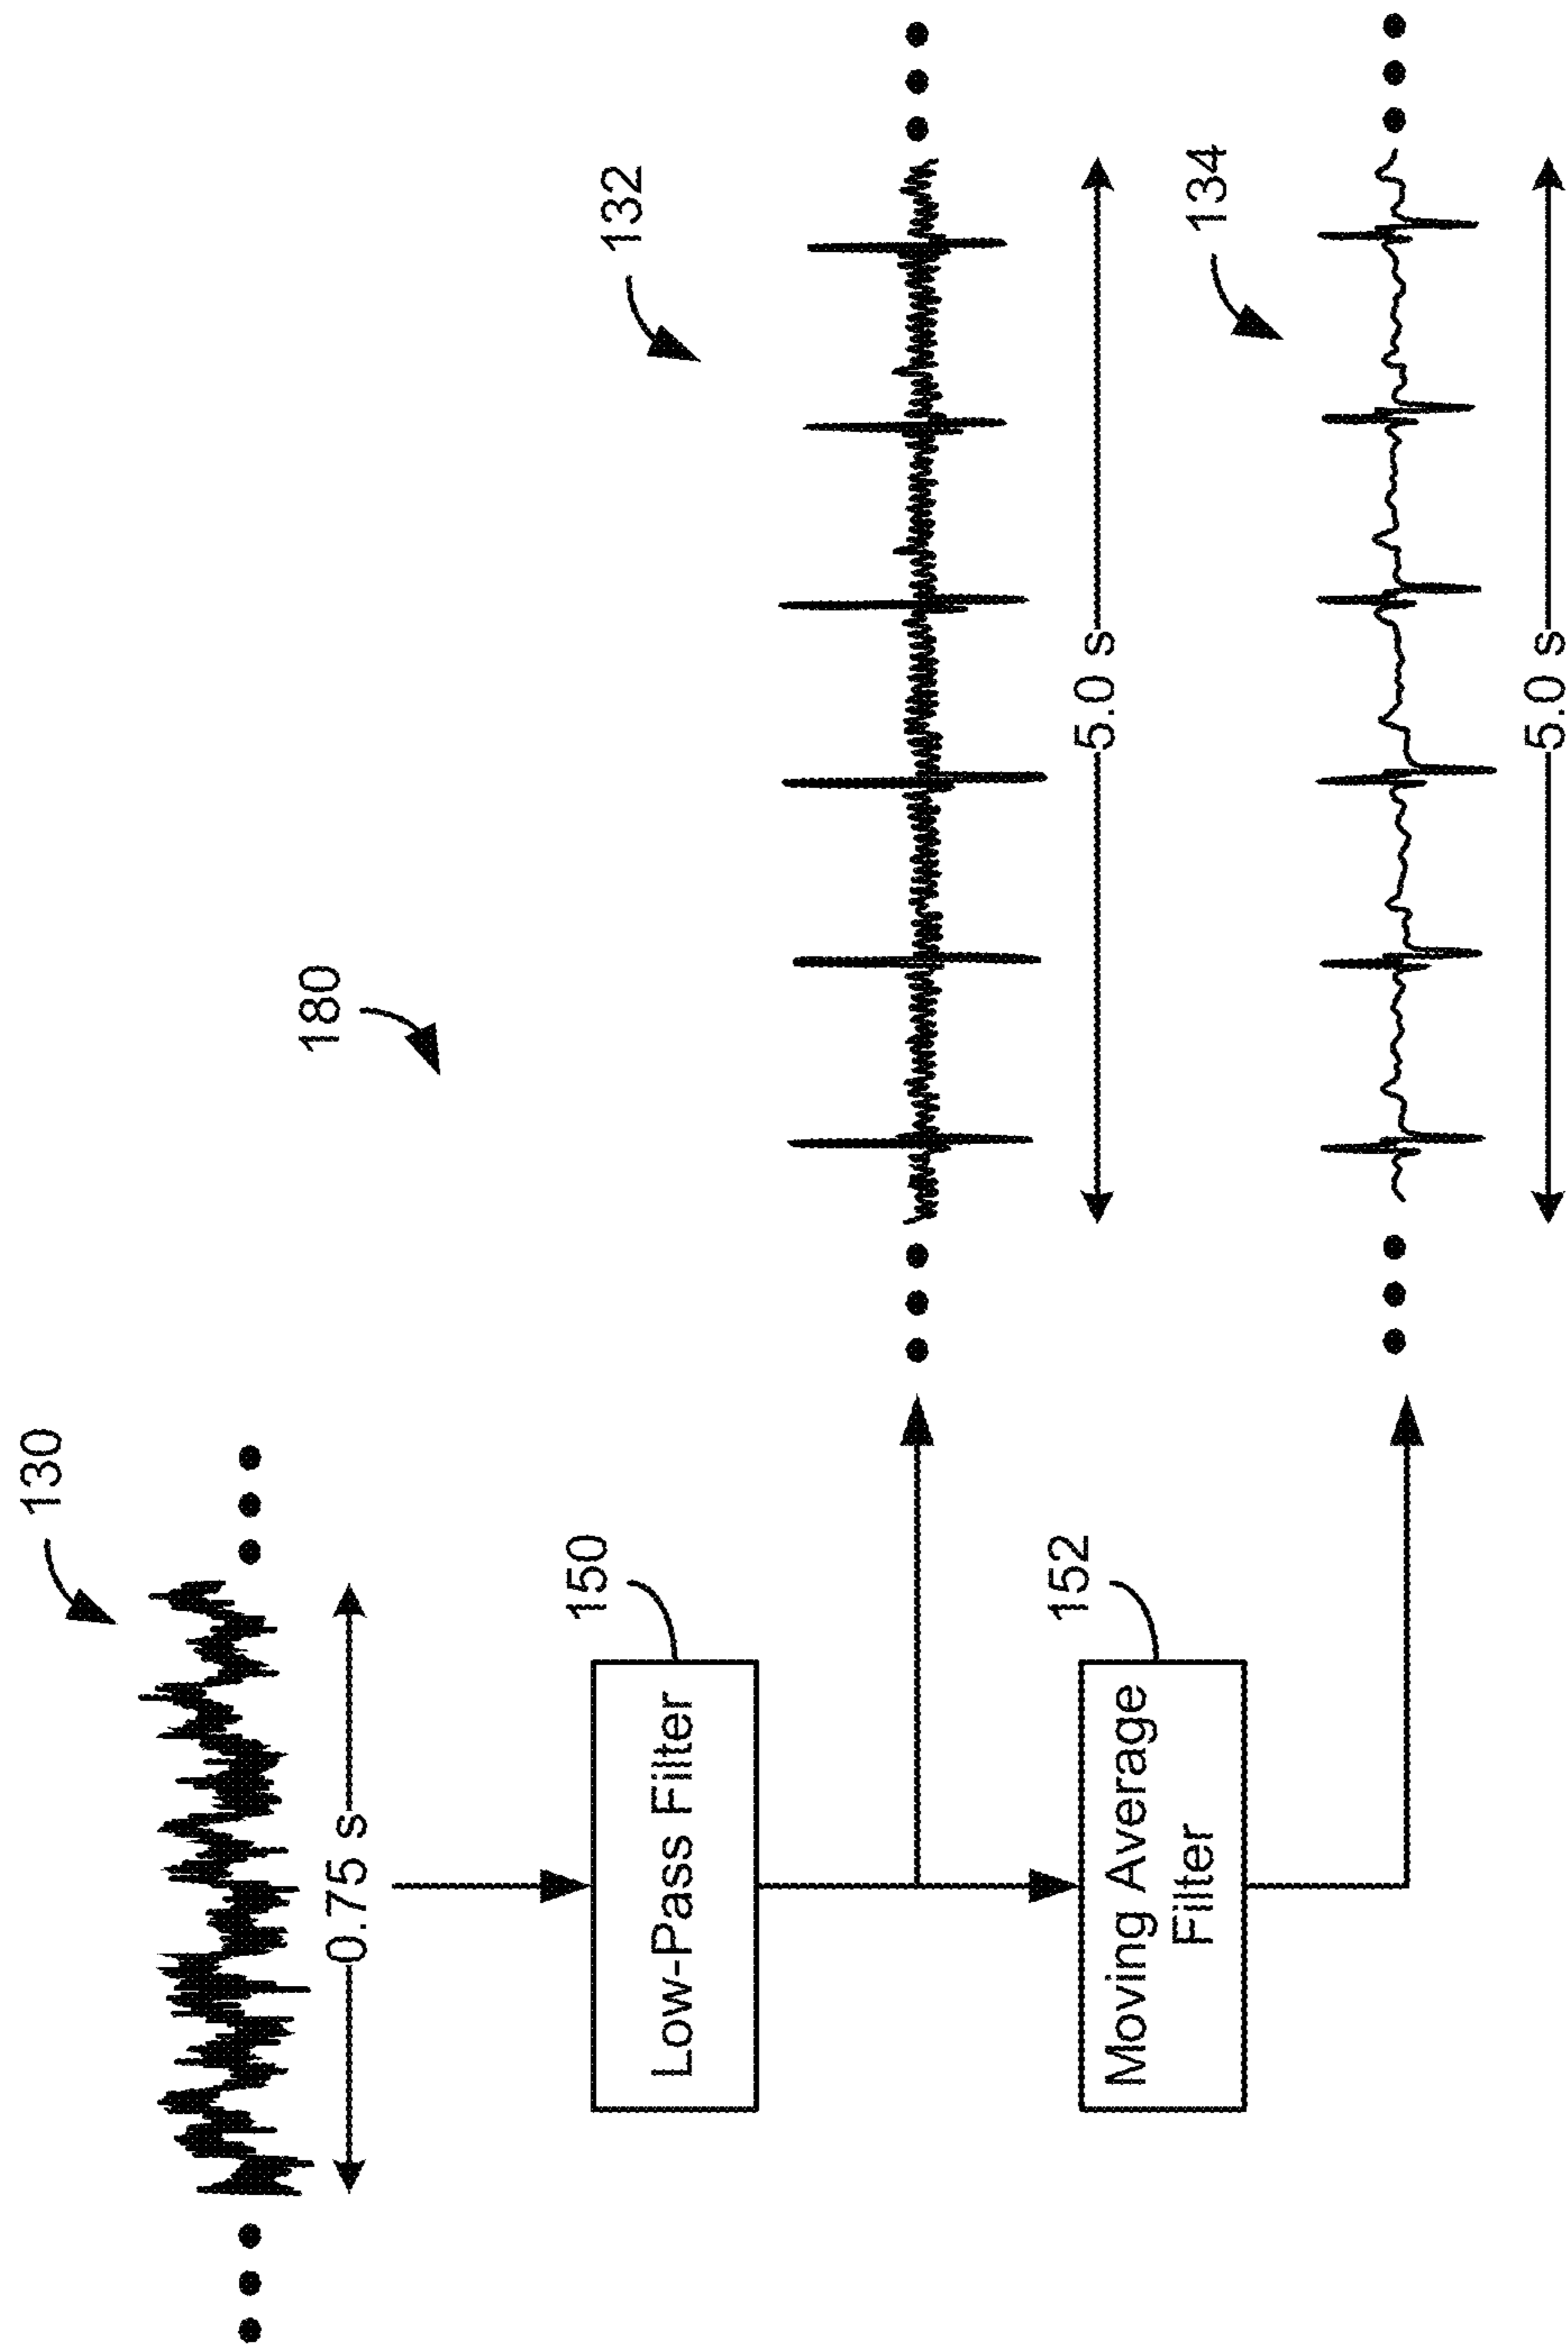 130
0.75 s
180
150
Low-Pass Filter
132
5.0 s
152
Moving Average
Filter
134
5.0 s